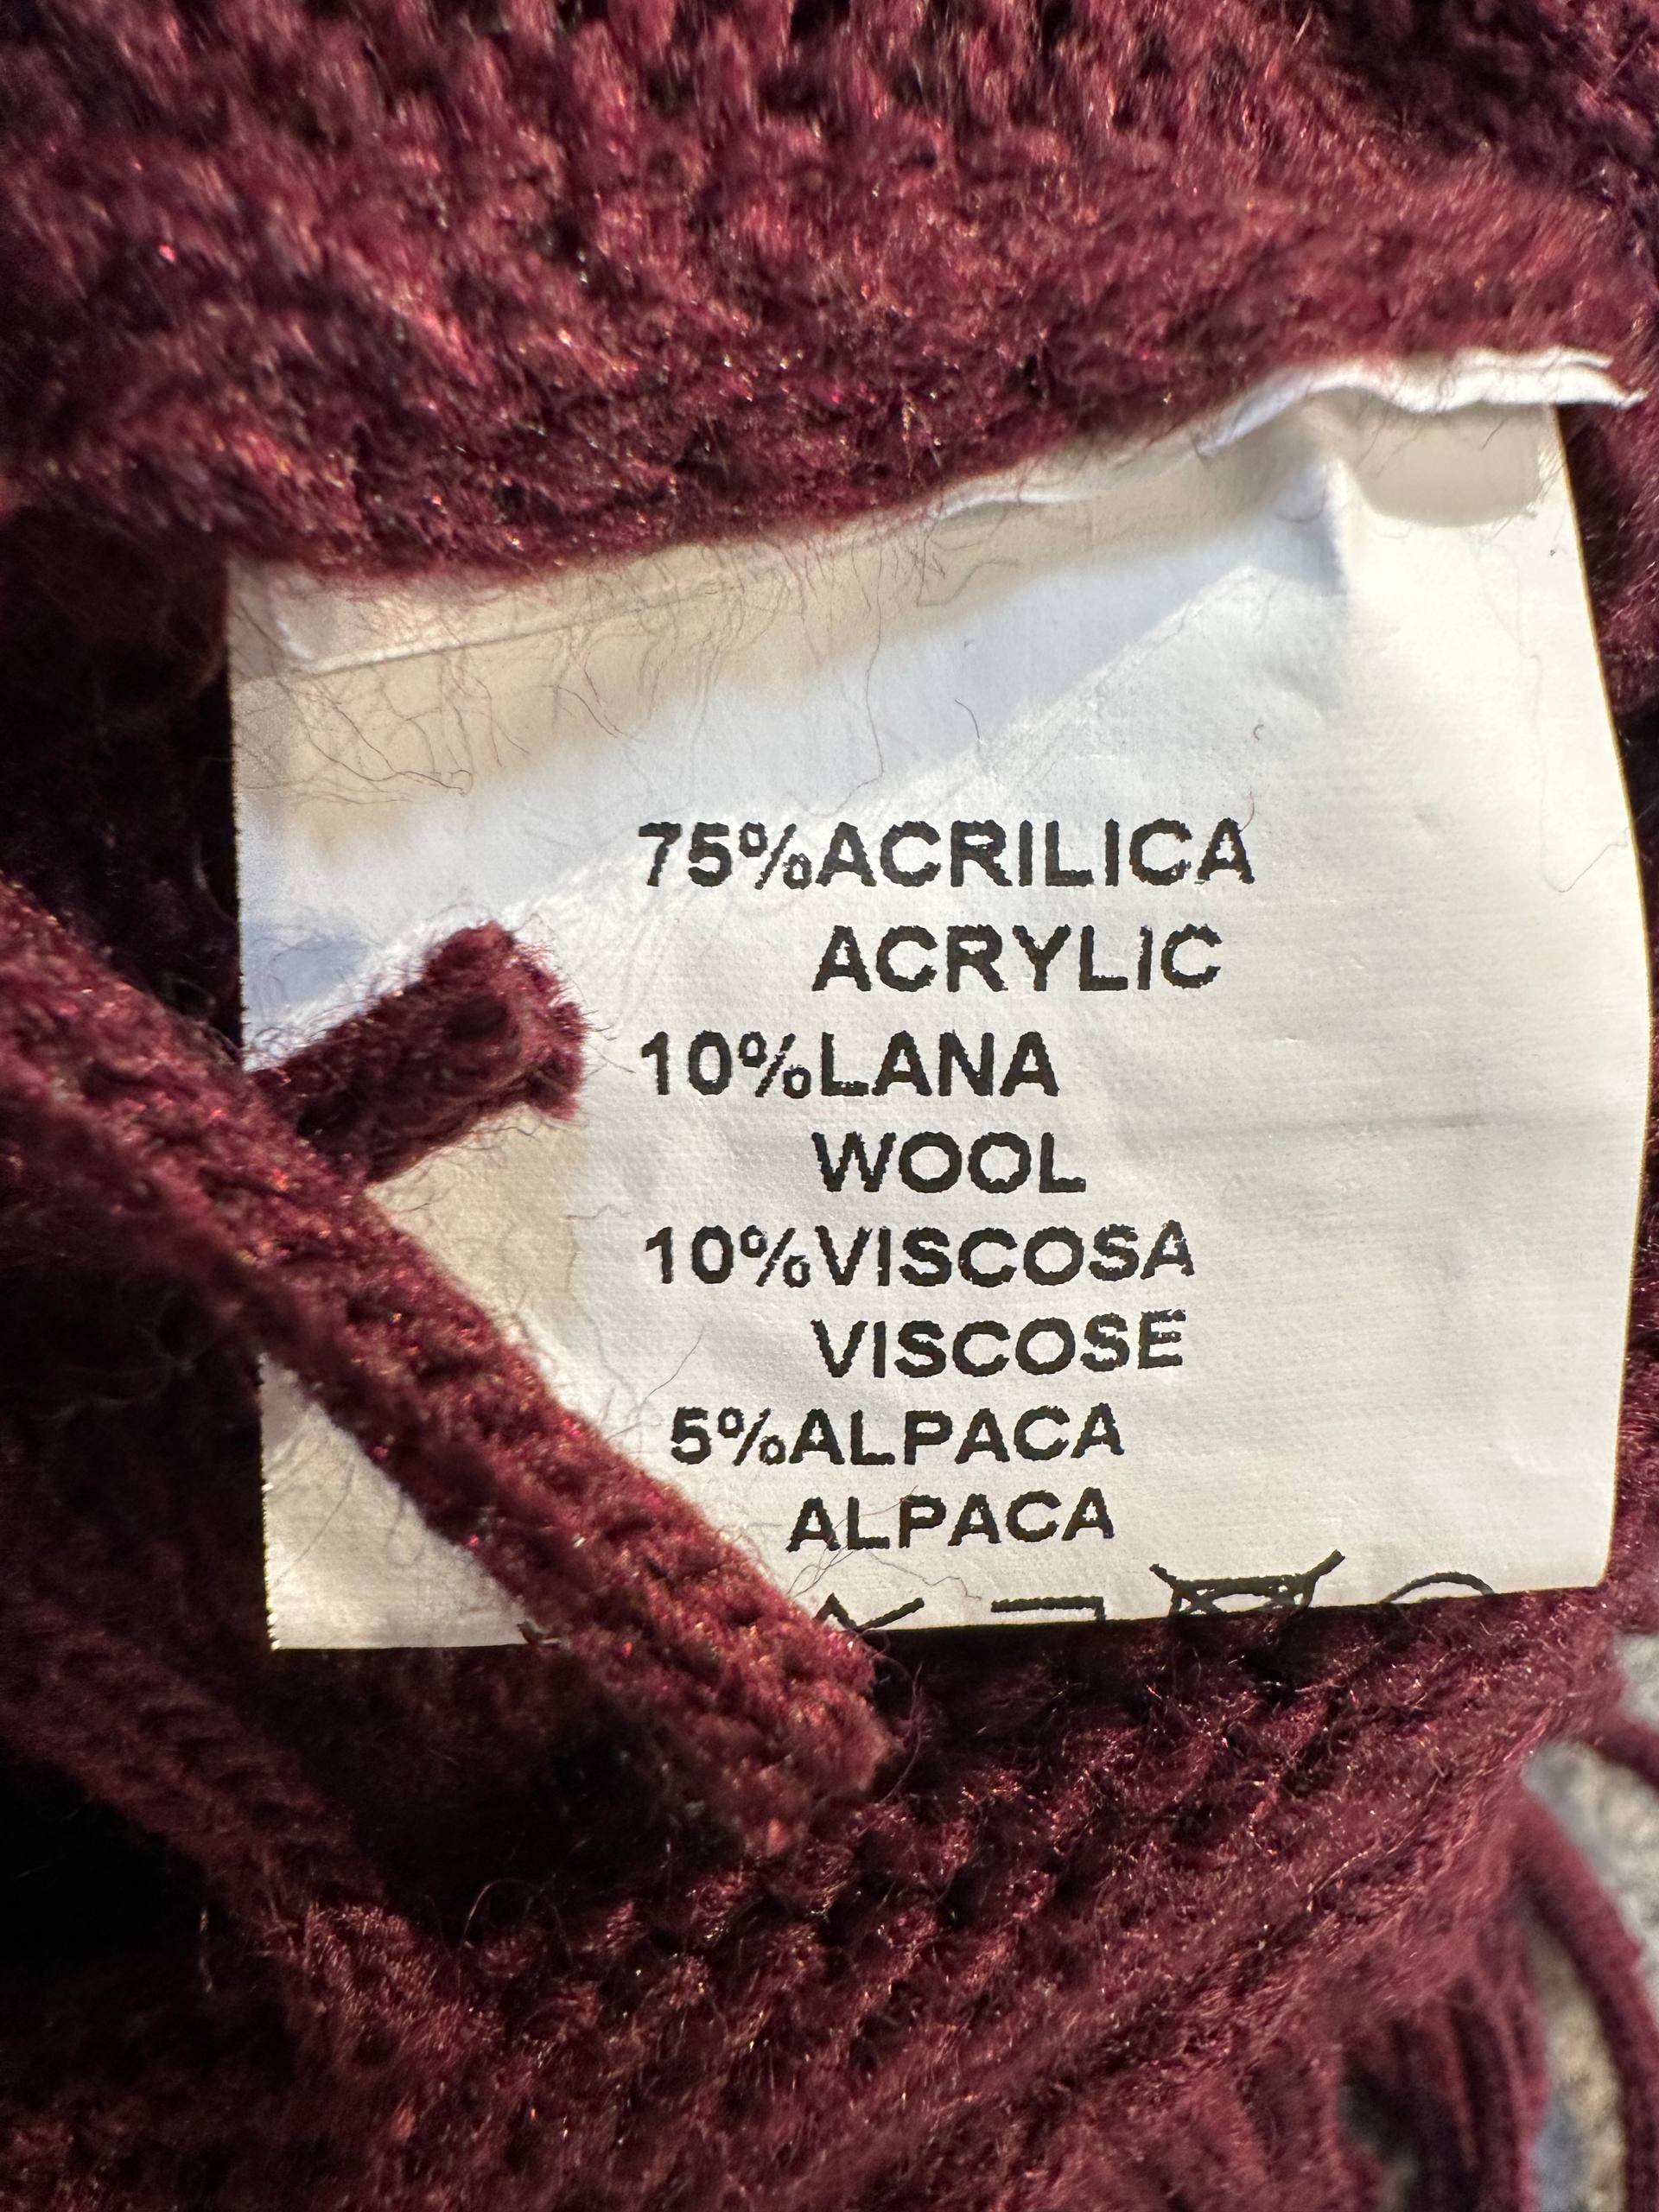 75%ACRILICA
ACRYLIC
10%LANA
WOOL
10%VISCOSA
VISCOSE
5%ALPACA
ALPACA